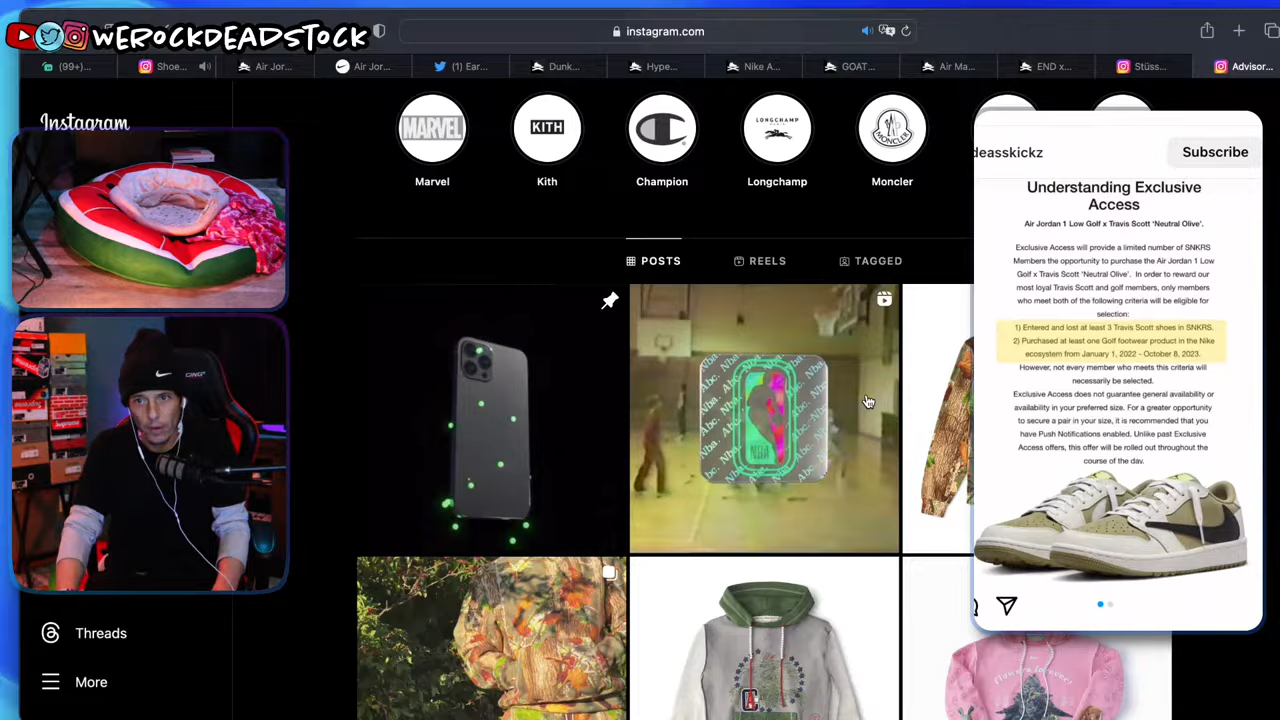 WEROCKDEADSTOCK
instagram.com
(99+)...
Shoe...
Air Jor...
Air Jor...
(1) Ear...
Dunk...
Hype...
Nike A...
GOAT...
Air Ma...
END x...
Stüss...
Advisor...
Instagram
MARVEL
KITH
LONGCHAMP
PARIS
MONCLER
Marvel
Kith
Champion
Longchamp
Moncler
POSTS
REELS
TAGGED
deasskickz
Subscribe
Understanding Exclusive
Access
Air Jordan 1 Low Golf x Travis Scott 'Neutral Olive'.
Exclusive Access will provide a limited number of SNKRS
Members the opportunity to purchase the Air Jordan 1 Low
Golf x Travis Scott 'Neutral Olive'. In order to reward our
most loyal Travis Scott and golf members, only members
who meet both of the following criteria will be eligible for
selection:
1) Entered and lost at least 3 Travis Scott shoes in SNKRS.
2) Purchased at least one Golf footwear product in the Nike
ecosystem from January 1, 2022 - October 8, 2023.
However, not every member who meets this criteria will
necessarily be selected.
Exclusive Access does not guarantee general availability or
availability in your preferred size. For a greater opportunity
to secure a pair in your size, it is recommended that you
have Push Notifications enabled. Unlike past Exclusive
Access offers, this offer will be rolled out throughout the
course of the day.
Abc. Nba.
NBA
Threads
More